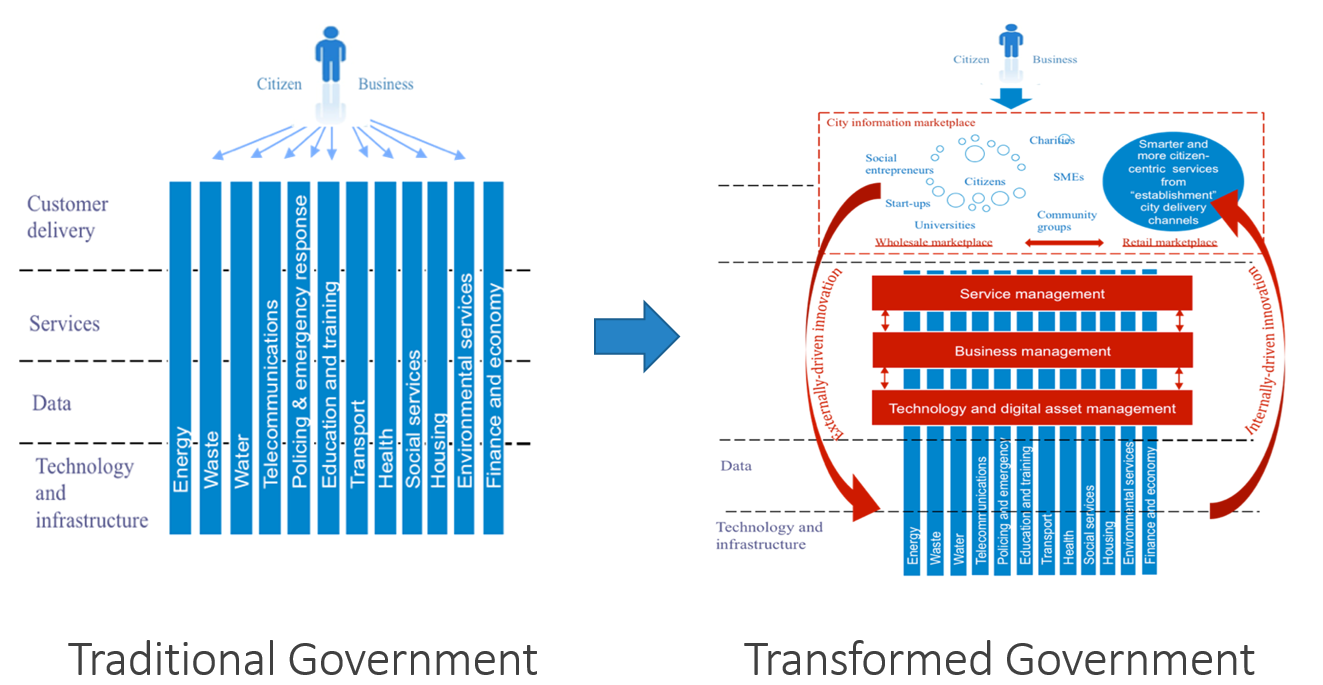 Citizen
Business
Customer
delivery
Services
Data
Technology
and
infrastructure
Energy
Waste
Water
Telecommunications
Policing & emergency response
Education and training
Transport
Health
Social services
Housing
Environmental services
Finance and economy
Traditional Government
Citizen
Business
City information marketplace
Social
entrepreneurs
Citizens
Charities
SMEs
Start-ups
Universities
Community
groups
Wholesale marketplace
Retail marketplace
Smarter and
more citizen-
centric services
from
“establishment”
city delivery
channels
Externally-driven innovation
Internally-driven innovation
Service management
Business management
Technology and digital asset management
Data
Technology and
infrastructure
Energy
Waste
Water
Telecommunications
Policing and emergency
Education and training
Transport
Health
Social services
Housing
Environmental services
Finance and economy
Transformed Government